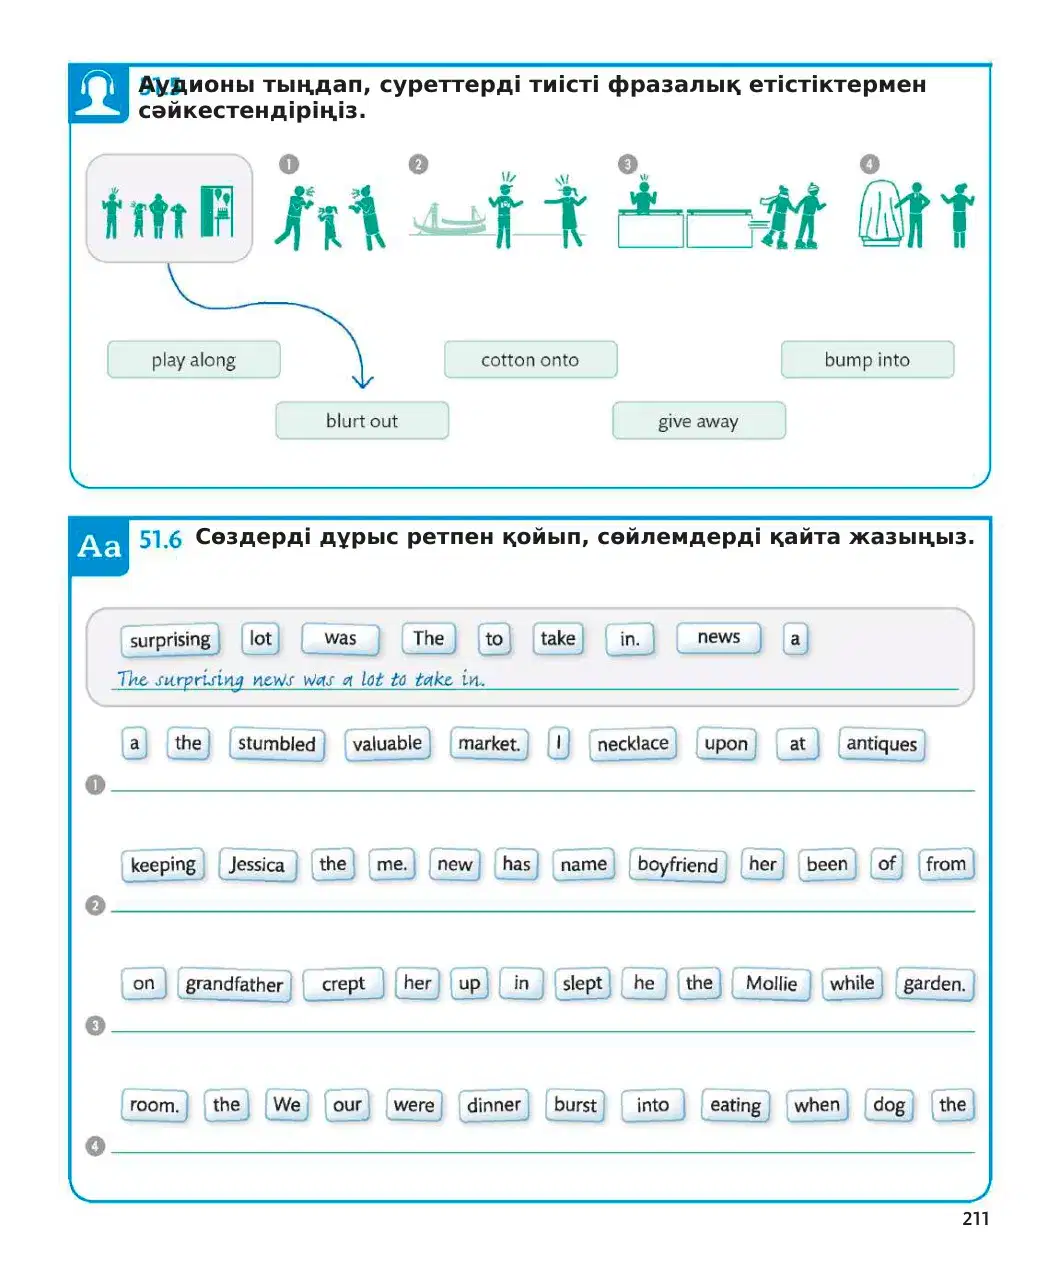 51.5 Аудионы тыңдап, суреттерді тиісті фразалық етістіктермен
сәйкестендіріңіз.
1 2 3 4
play along cotton onto bump into
blurt out give away
Aa 51.6 Сөздерді дұрыс ретпен қойып, сөйлемдерді қайта жазыңыз.
surprising lot was The to take in. news a
The surprising news was a lot to take in.
a the stumbled valuable market. I necklace upon at antiques
1
keeping Jessica the me. new has name boyfriend her been of from
2
on grandfather crept her up in slept he the Mollie while garden.
3
room. the We our were dinner burst into eating when dog the
4
211